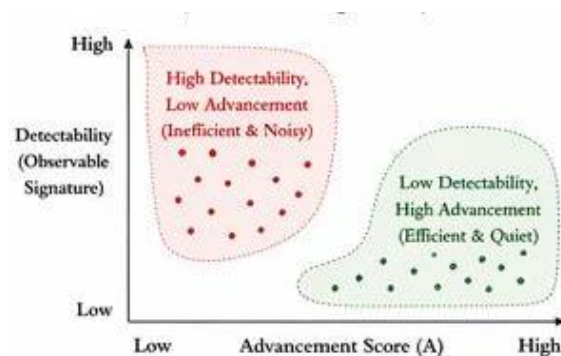 High
High Detectability,
Low Advancement
(Inefficient & Noisy)
Detectability
(Observable
Signature)
Low Detectability,
High Advancement
(Efficient & Quiet)
Low
Low Advancement Score (A) High